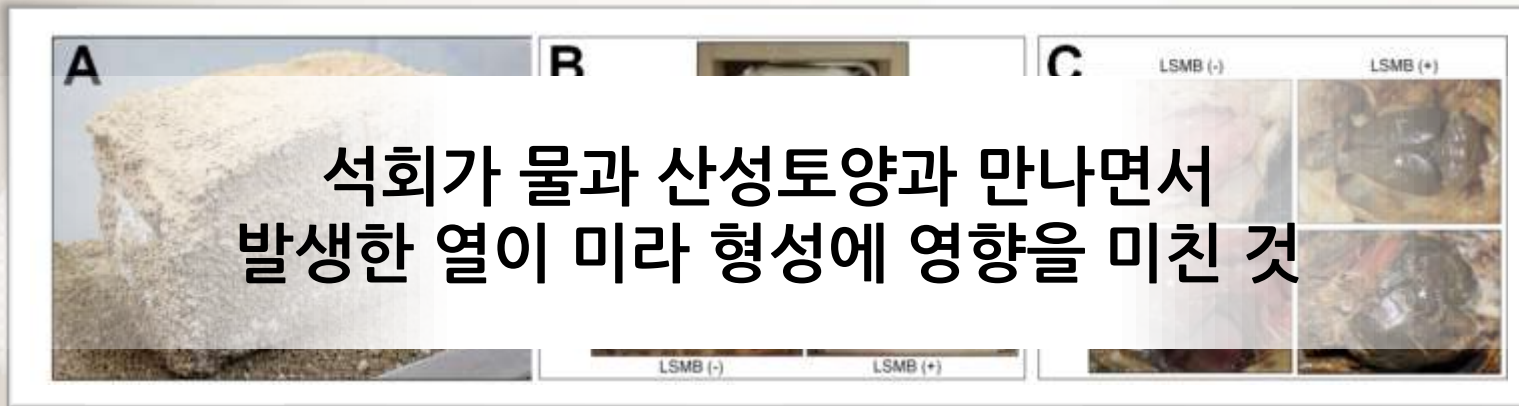 A
B
C
LSMB (-)
LSMB (+)
석회가 물과 산성토양과 만나면서
발생한 열이 미라 형성에 영향을 미친 것
LSMB (-)
LSMB (+)